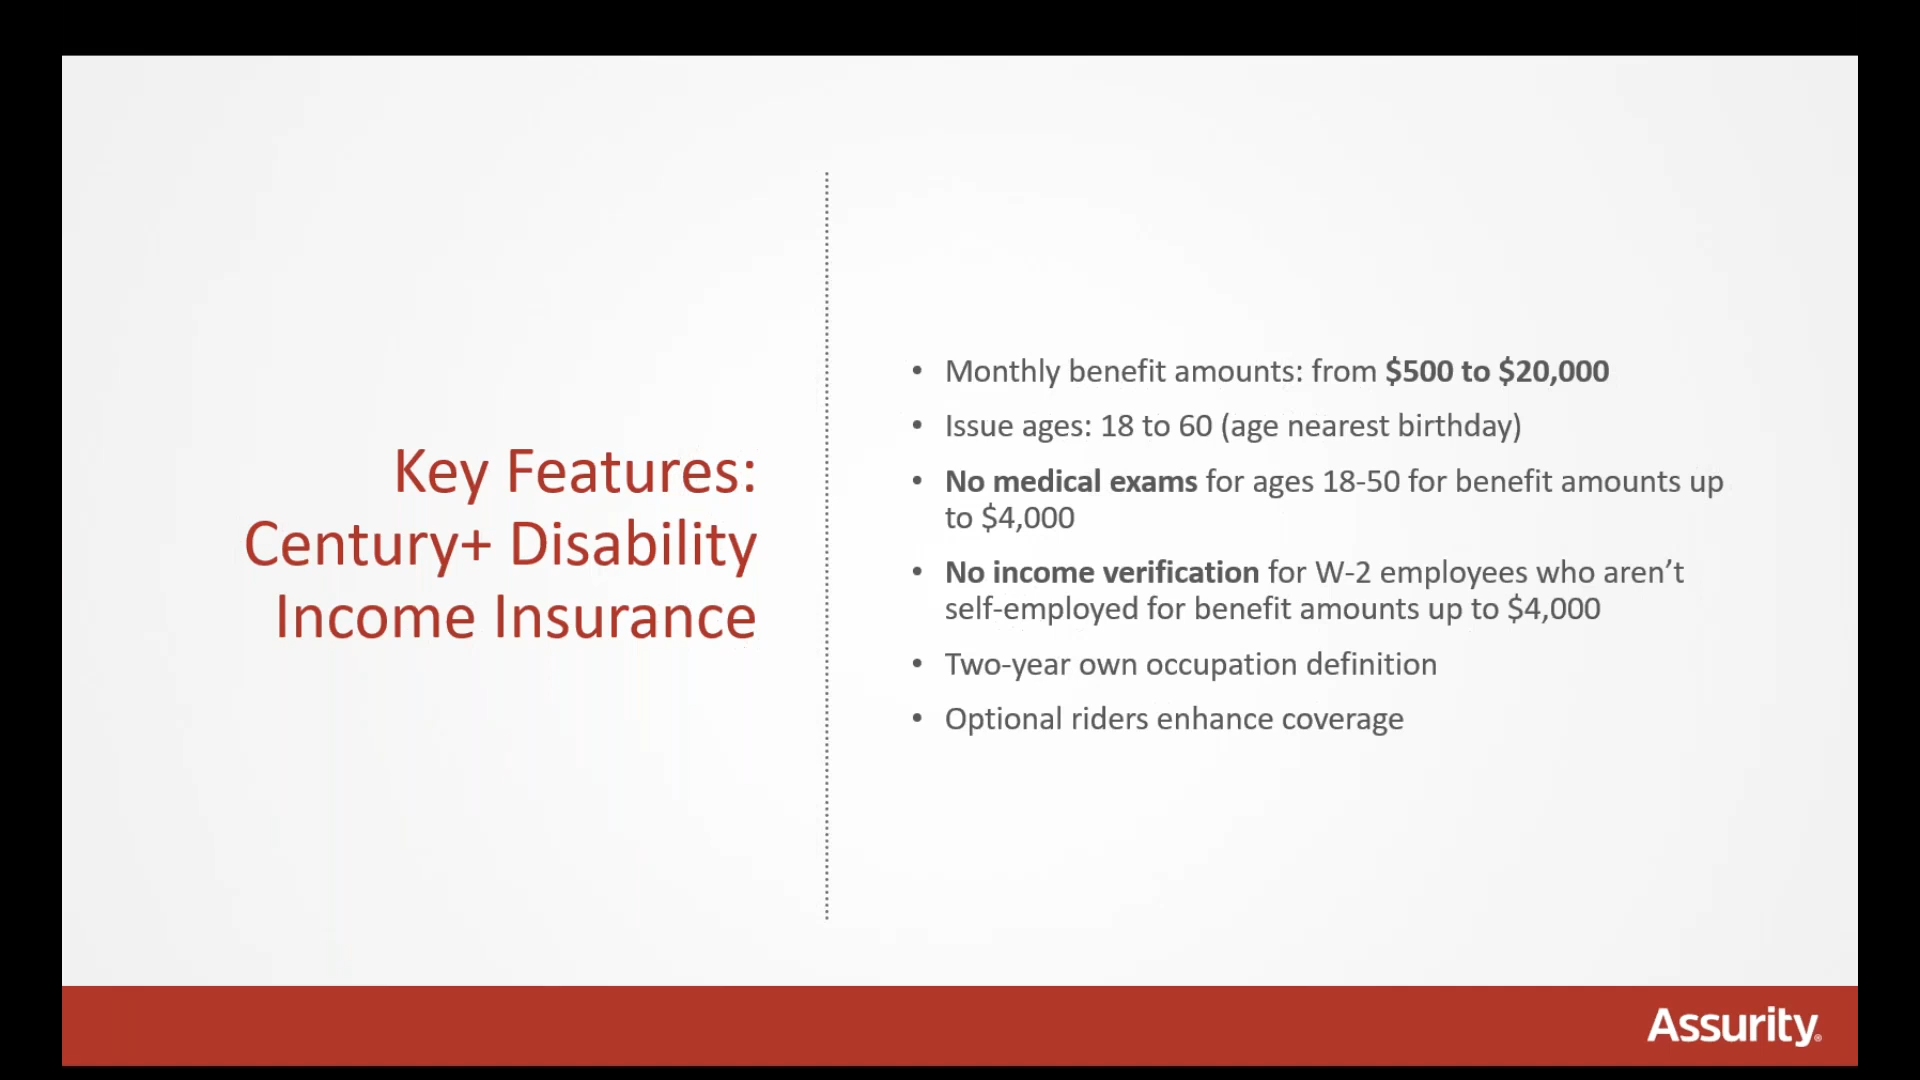 Key Features:
Century+ Disability
Income Insurance
• Monthly benefit amounts: from $500 to $20,000
• Issue ages: 18 to 60 (age nearest birthday)
• No medical exams for ages 18-50 for benefit amounts up
to $4,000
• No income verification for W-2 employees who aren’t
self-employed for benefit amounts up to $4,000
• Two-year own occupation definition
• Optional riders enhance coverage
Assurity®